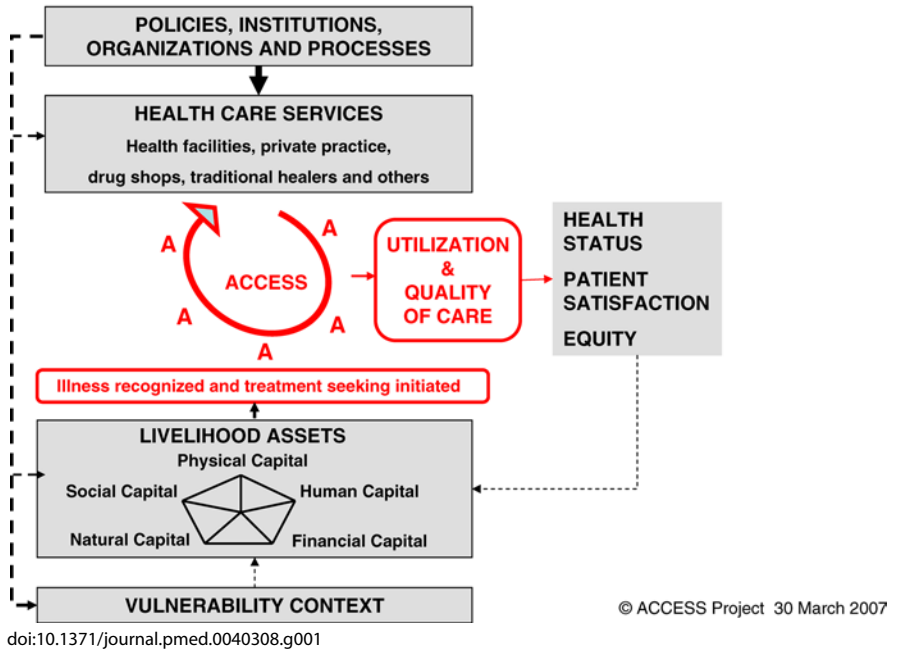 POLICIES, INSTITUTIONS,
ORGANIZATIONS AND PROCESSES
HEALTH CARE SERVICES
Health facilities, private practice,
drug shops, traditional healers and others
A
A
ACCESS
A
A
A
UTILIZATION
&
QUALITY
OF CARE
HEALTH
STATUS
PATIENT
SATISFACTION
EQUITY
Illness recognized and treatment seeking initiated
LIVELIHOOD ASSETS
Physical Capital
Social Capital
Human Capital
Natural Capital
Financial Capital
VULNERABILITY CONTEXT
© ACCESS Project 30 March 2007
doi:10.1371/journal.pmed.0040308.g001